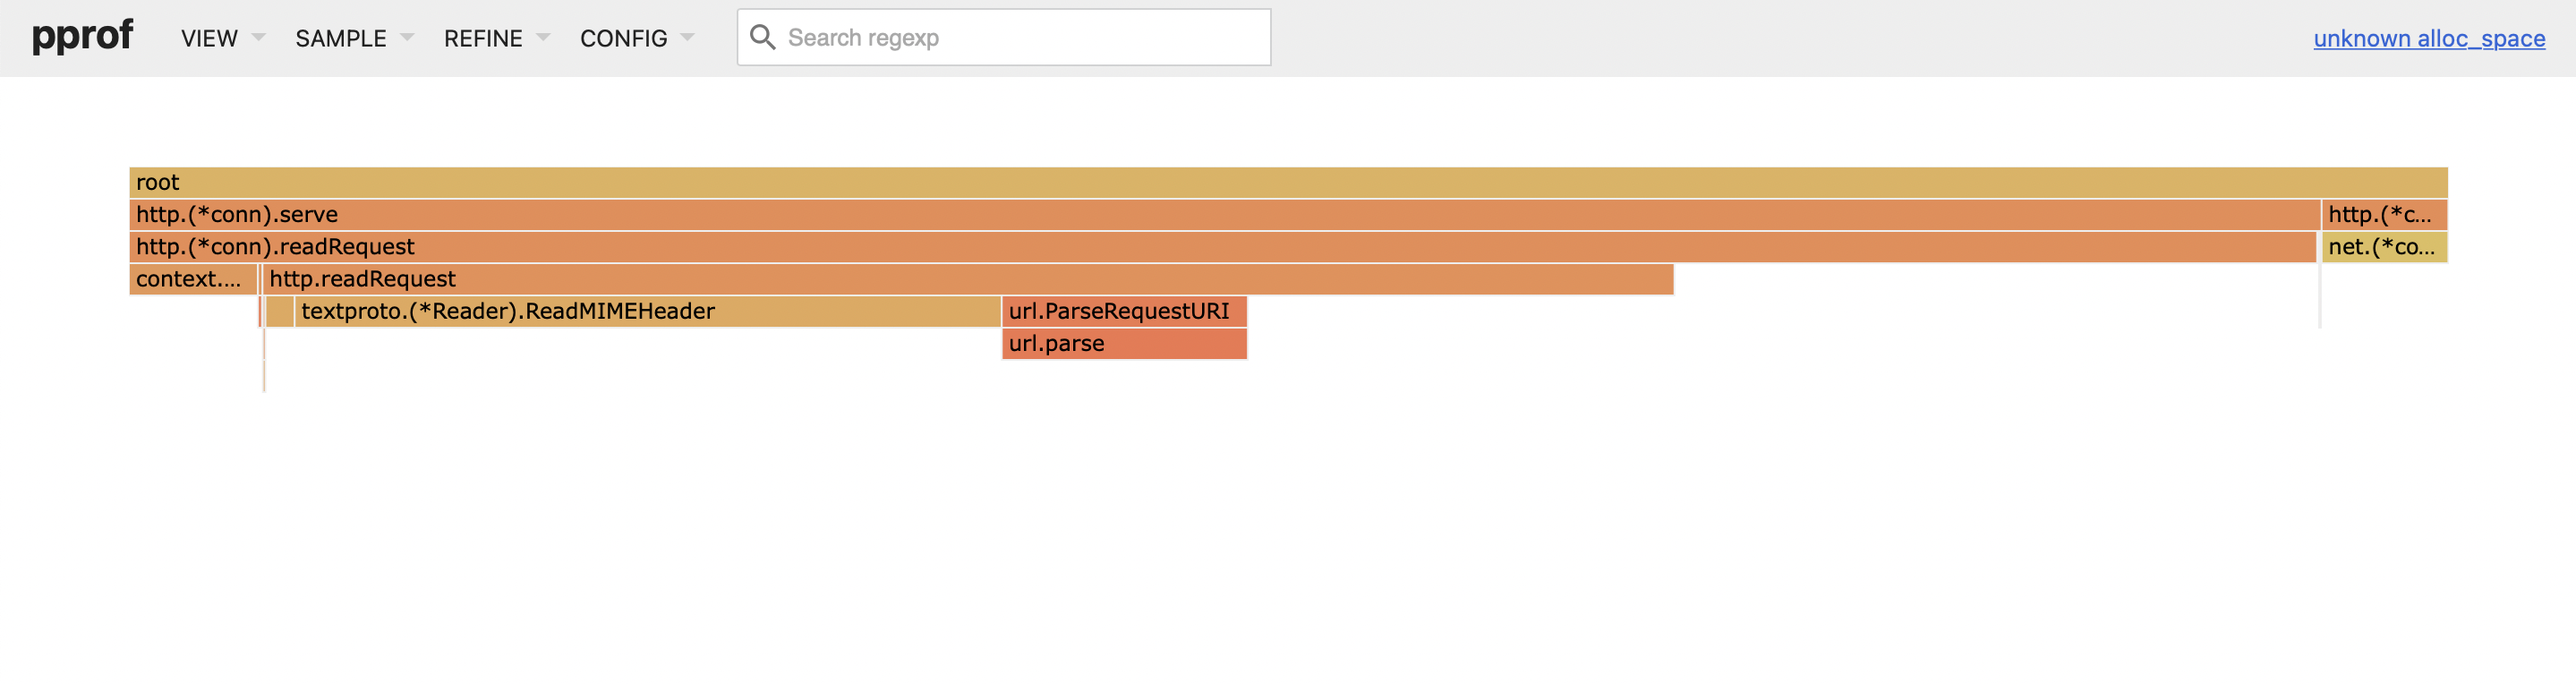 pprof VIEW SAMPLE REFINE CONFIG Search regexp unknown alloc_space
root
http.(*conn).serve http.(*c...
http.(*conn).readRequest net.(*co...
context.... http.readRequest
textproto.(*Reader).ReadMIMEHeader url.ParseRequestURI
url.parse